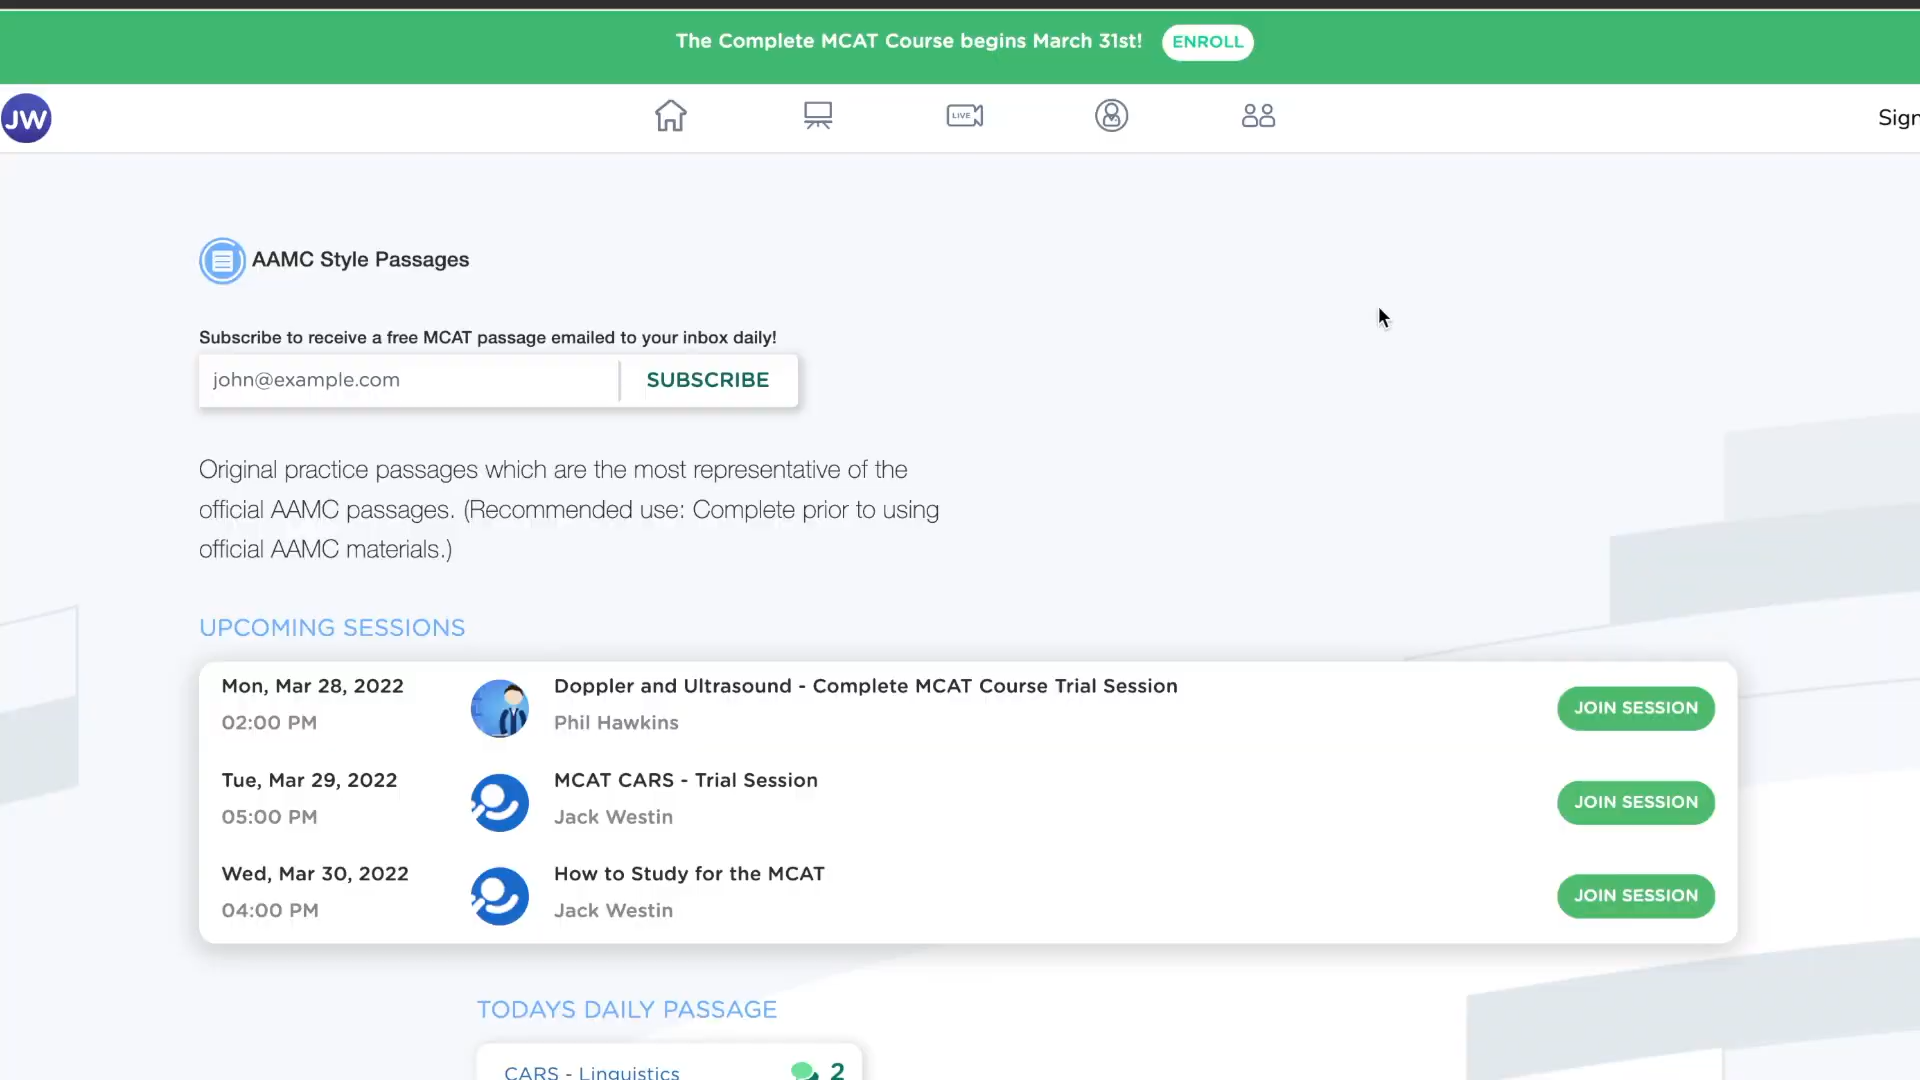 The Complete MCAT Course begins March 31st! ENROLL
JW
LIVE
Sign
AAMC Style Passages
Subscribe to receive a free MCAT passage emailed to your inbox daily!
john@example.com SUBSCRIBE
Original practice passages which are the most representative of the
official AAMC passages. (Recommended use: Complete prior to using
official AAMC materials.)
UPCOMING SESSIONS
Mon, Mar 28, 2022 Doppler and Ultrasound - Complete MCAT Course Trial Session
02:00 PM Phil Hawkins
JOIN SESSION
Tue, Mar 29, 2022 MCAT CARS - Trial Session
05:00 PM Jack Westin
JOIN SESSION
Wed, Mar 30, 2022 How to Study for the MCAT
04:00 PM Jack Westin
JOIN SESSION
TODAYS DAILY PASSAGE
CARS - Linguistics 2